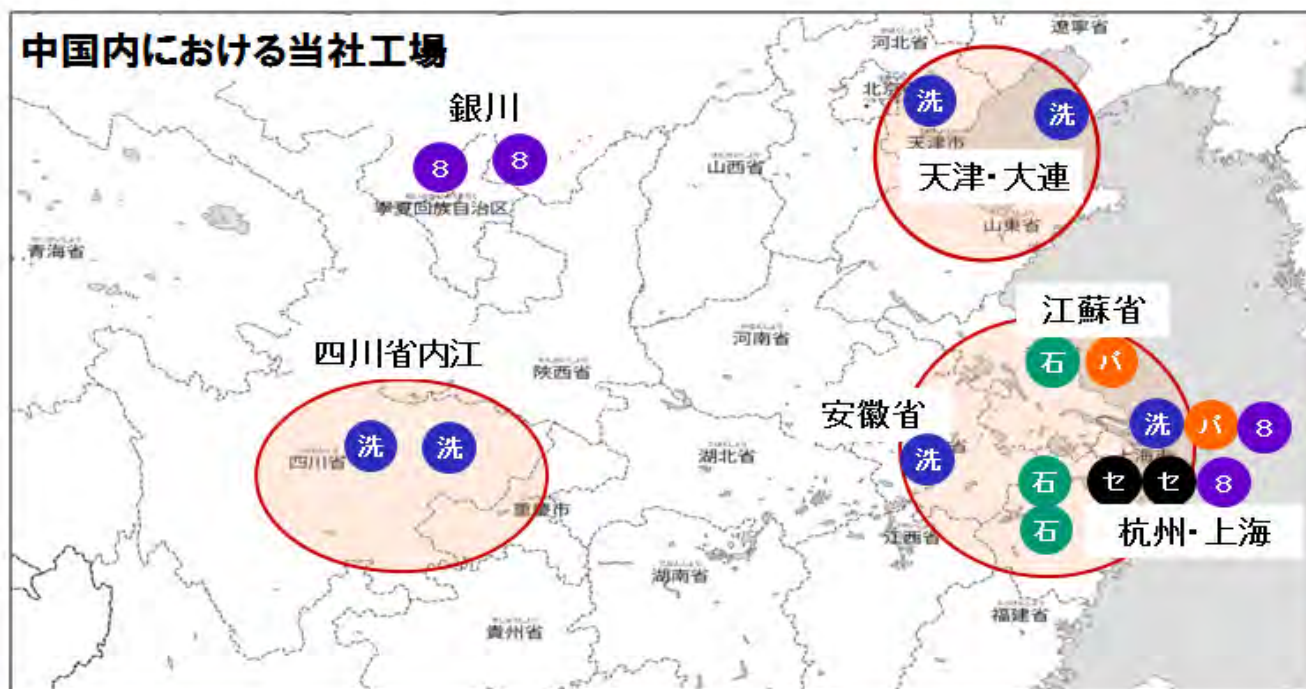 中国内における当社工場
河北省
遼寧省
銀川
北京
洗
洗
8
8
天津市
山西省
天津・大連
寧夏回族自治区
山東省
青海省
江蘇省
河南省
四川省内江
陝西省
石
バ
安徽省
洗
バ
8
洗
洗
四川省
洗
湖北省
上海市
石
セ
セ
8
重慶市
石
杭州・上海
江西省
湖南省
福建省
貴州省